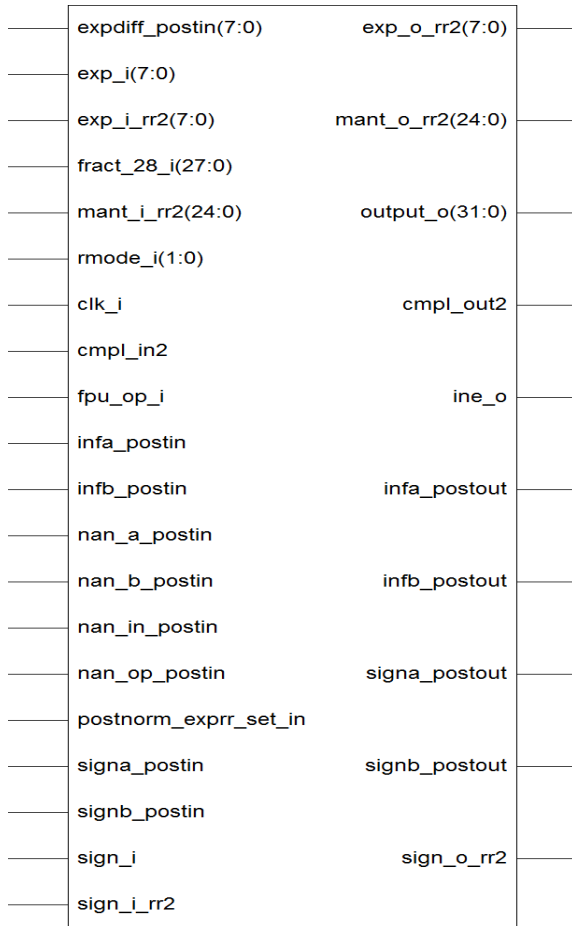 expdiff_postin(7:0) exp_o_rr2(7:0)
exp_i(7:0)
exp_i_rr2(7:0) mant_o_rr2(24:0)
fract_28_i(27:0)
mant_i_rr2(24:0) output_o(31:0)
rmode_i(1:0)
clk_i cmpl_out2
cmpl_in2
fpu_op_i ine_o
infa_postin
infb_postin infa_postout
nan_a_postin
nan_b_postin infb_postout
nan_in_postin
nan_op_postin signa_postout
postnorm_exprr_set_in
signa_postin signb_postout
signb_postin
sign_i sign_o_rr2
sign_i_rr2